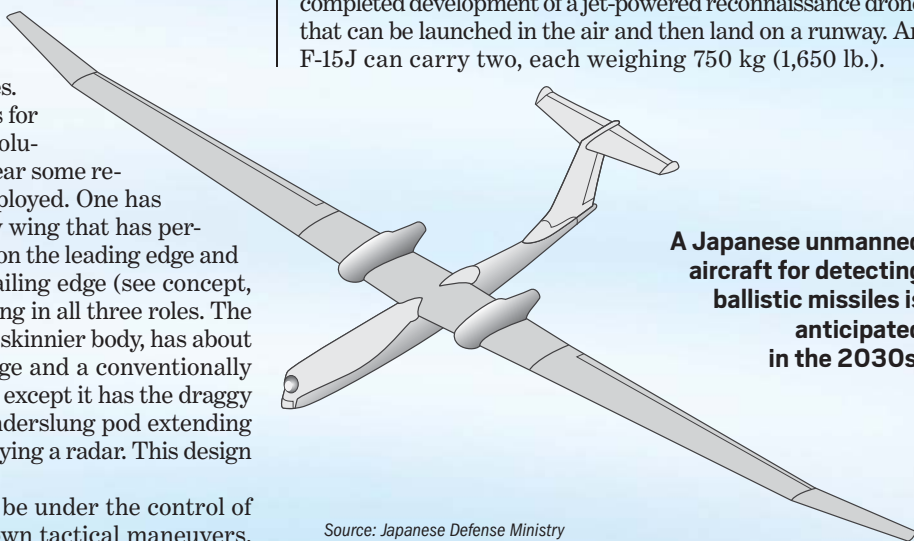 completed development of a jet-powered reconnaissance drone
that can be launched in the air and then land on a runway. An
F-15J can carry two, each weighing 750 kg (1,650 lb.).
es.
s for
olu-
ear some re-
ployed. One has
y wing that has per-
on the leading edge and
ailing edge (see concept,
ng in all three roles. The
skinnier body, has about
ge and a conventionally
except it has the draggy
nderslung pod extending
ying a radar. This design
be under the control of
own tactical maneuvers.
A Japanese unmanned
aircraft for detecting
ballistic missiles is
anticipated
in the 2030s
Source: Japanese Defense Ministry